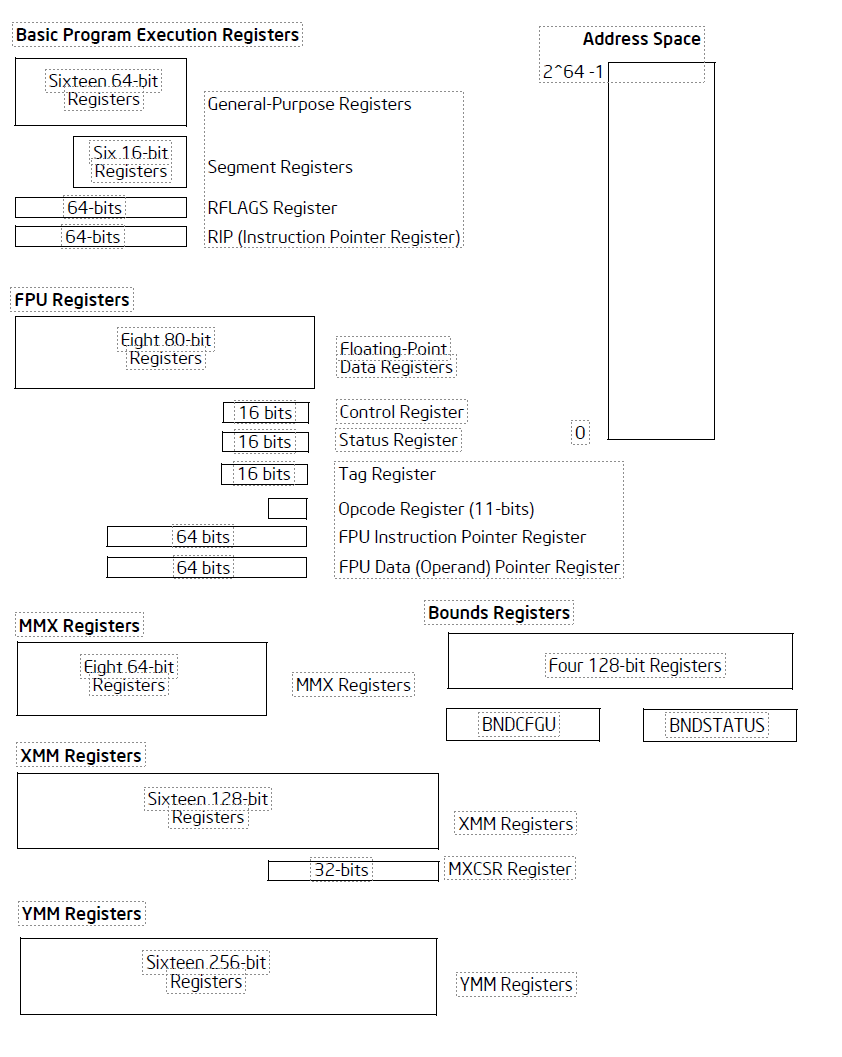 Basic Program Execution Registers
Address Space
2^64 -1
Sixteen 64-bit
Registers
General-Purpose Registers
Six 16-bit
Registers
Segment Registers
64-bits
RFLAGS Register
64-bits
RIP (Instruction Pointer Register)
FPU Registers
Eight 80-bit
Registers
Floating-Point
Data Registers
16 bits
Control Register
0
16 bits
Status Register
16 bits
Tag Register
Opcode Register (11-bits)
64 bits
FPU Instruction Pointer Register
64 bits
FPU Data (Operand) Pointer Register
MMX Registers
Eight 64-bit
Registers
MMX Registers
Bounds Registers
Four 128-bit Registers
BNDCFGU
BNDSTATUS
XMM Registers
Sixteen 128-bit
Registers
XMM Registers
32-bits
MXCSR Register
YMM Registers
Sixteen 256-bit
Registers
YMM Registers